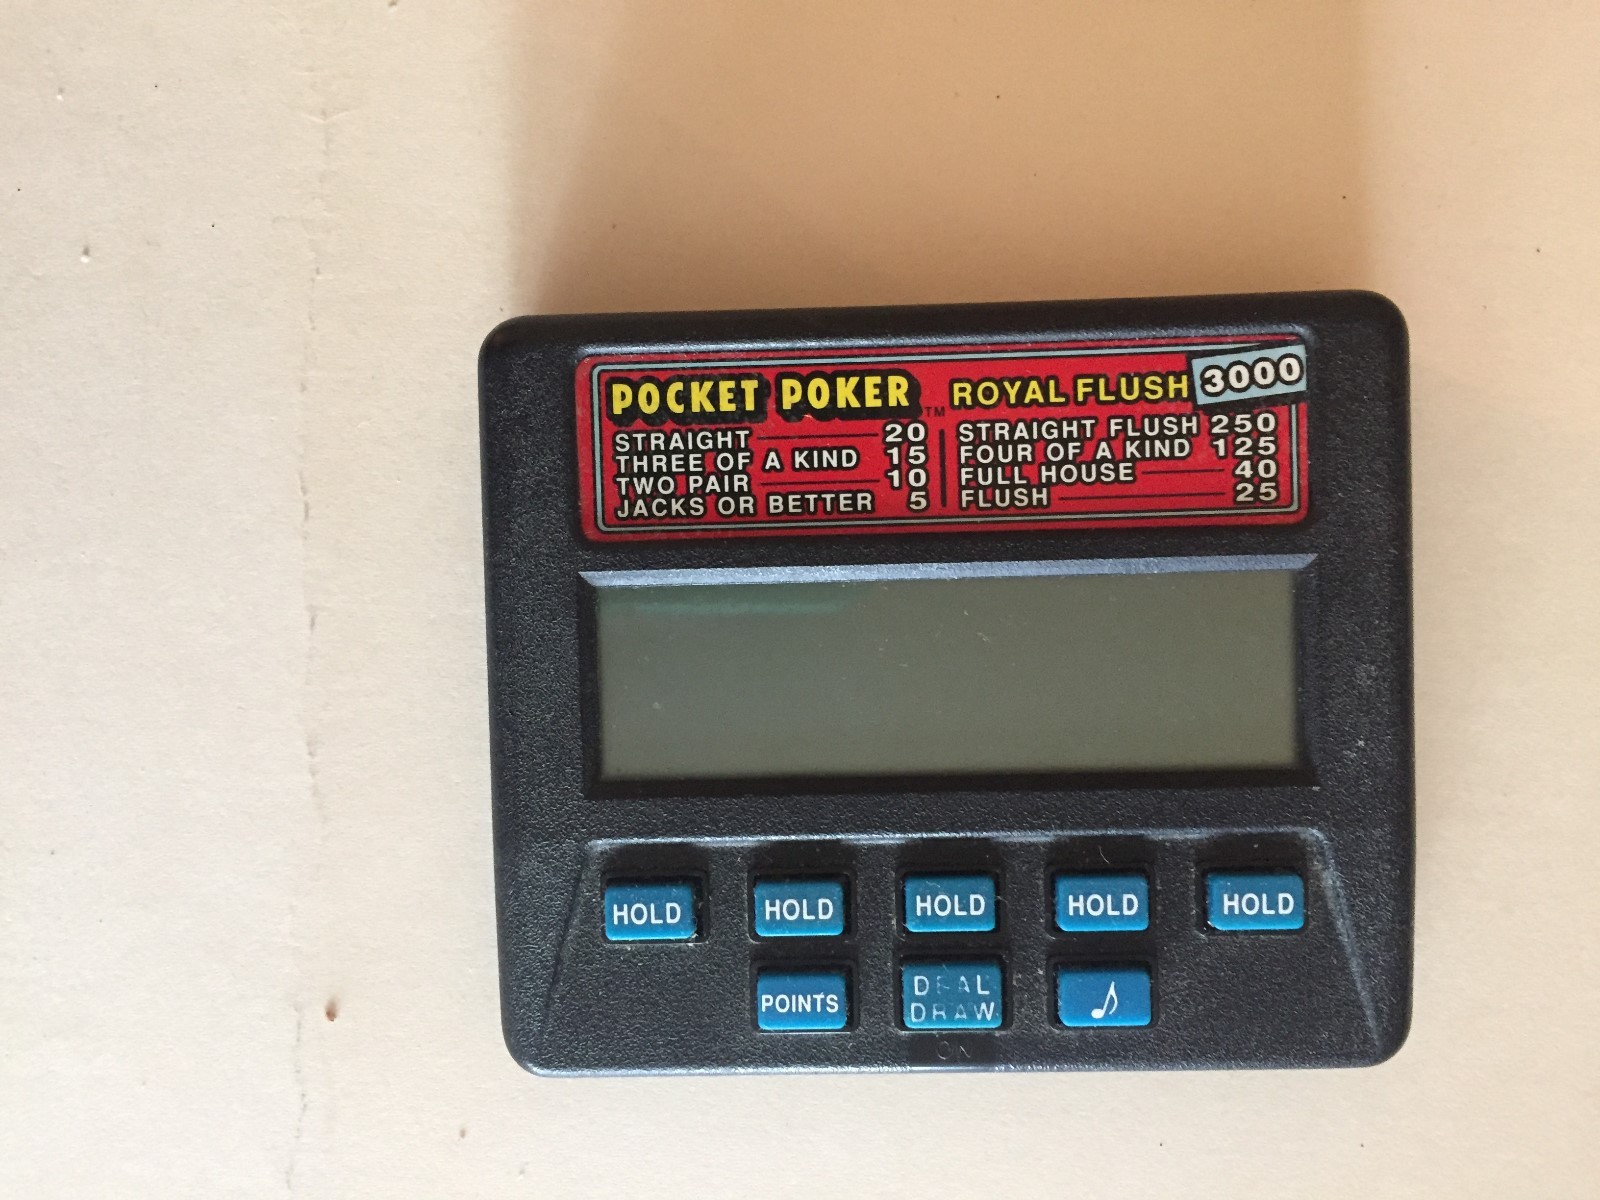 POCKET POKER™ ROYAL FLUSH 3000
STRAIGHT 20
THREE OF A KIND 15
TWO PAIR 10
JACKS OR BETTER 5
STRAIGHT FLUSH 250
FOUR OF A KIND 125
FULL HOUSE 40
FLUSH 25
HOLD HOLD HOLD HOLD HOLD
POINTS
DEAL
DRAW
ON